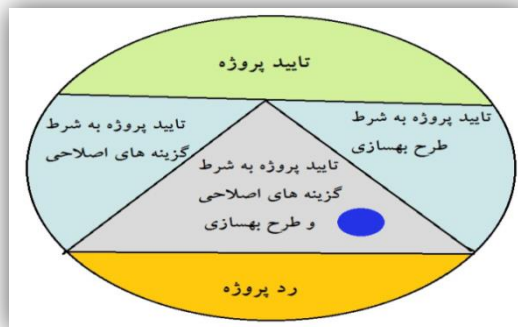 تایید پروژه
تایید پروژه به شرط
طرح بهسازی
تایید پروژه به شرط
گزینه های اصلاحی
تایید پروژه به شرط
گزینه های اصلاحی
و طرح بهسازی
رد پروژه